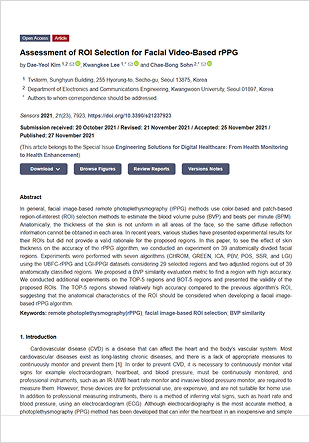 Open Access Article
Assessment of ROI Selection for Facial Video-Based rPPG
by Dae-Yeol Kim 1,2, Kwangkee Lee 1,* and Chae-Bong Sohn 2,*
1 Tvstorm, Sunghyun Building, 255 Hyorung-to, Secho-gu, Seoul 13875, Korea
2 Department of Electronics and Communications Engineering, Kwangwoon University, Seoul 01897, Korea
* Authors to whom correspondence should be addressed.
Sensors 2021, 21(23), 7923; https://doi.org/10.3390/s21237923
Submission received: 20 October 2021 / Revised: 21 November 2021 / Accepted: 25 November 2021 /
Published: 27 November 2021
(This article belongs to the Special Issue Engineering Solutions for Digital Healthcare: From Health Monitoring
to Health Enhancement)
Download Browse Figures Review Reports Versions Notes
Abstract
In general, facial image-based remote photoplethysmography (rPPG) methods use color-based and patch-based
region-of-interest (ROI) selection methods to estimate the blood volume pulse (BVP) and beats per minute (BPM).
Anatomically, the thickness of the skin is not uniform in all areas of the face, so the same diffuse reflection
information cannot be obtained in each area. In recent years, various studies have presented experimental results for
their ROIs but did not provide a valid rationale for the proposed regions. In this paper, to see the effect of skin
thickness on the accuracy of the rPPG algorithm, we conducted an experiment on 39 anatomically divided facial
regions. Experiments were performed with seven algorithms (CHROM, GREEN, ICA, PBV, POS, SSR, and LGI)
using the UBFC-rPPG and LGI-PPGI datasets considering 29 selected regions and two adjusted regions out of 39
anatomically classified regions. We proposed a BVP similarity evaluation metric to find a region with high accuracy.
We conducted additional experiments on the TOP-5 regions and BOT-5 regions and presented the validity of the
proposed ROIs. The TOP-5 regions showed relatively high accuracy compared to the previous algorithm's ROI,
suggesting that the anatomical characteristics of the ROI should be considered when developing a facial image-
based rPPG algorithm.
Keywords: remote photoplethysmography(rPPG); facial image-based ROI selection; BVP similarity
1. Introduction
Cardiovascular disease (CVD) is a disease that can affect the heart and the body's vascular system. Most
cardiovascular diseases exist as long-lasting chronic diseases, and there is a lack of appropriate measures to
continuously monitor and prevent them [1]. In order to prevent CVD, it is necessary to continuously monitor vital
signs for example electrocardiogram, heartbeat, and blood pressure, must be continuously monitored, and
professional instruments, such as an IR-UWB heart rate monitor and invasive blood pressure monitor, are required to
measure them. However, these devices are for professional use, are expensive, and are not suitable for home use.
In addition to professional measuring instruments, there is a method of inferring vital signs, such as heart rate and
blood pressure, using an electrocardiogram (ECG). Although electrocardiography is the most accurate method, a
photoplethysmography (PPG) method has been developed that can infer the heartbeat in an inexpensive and simple